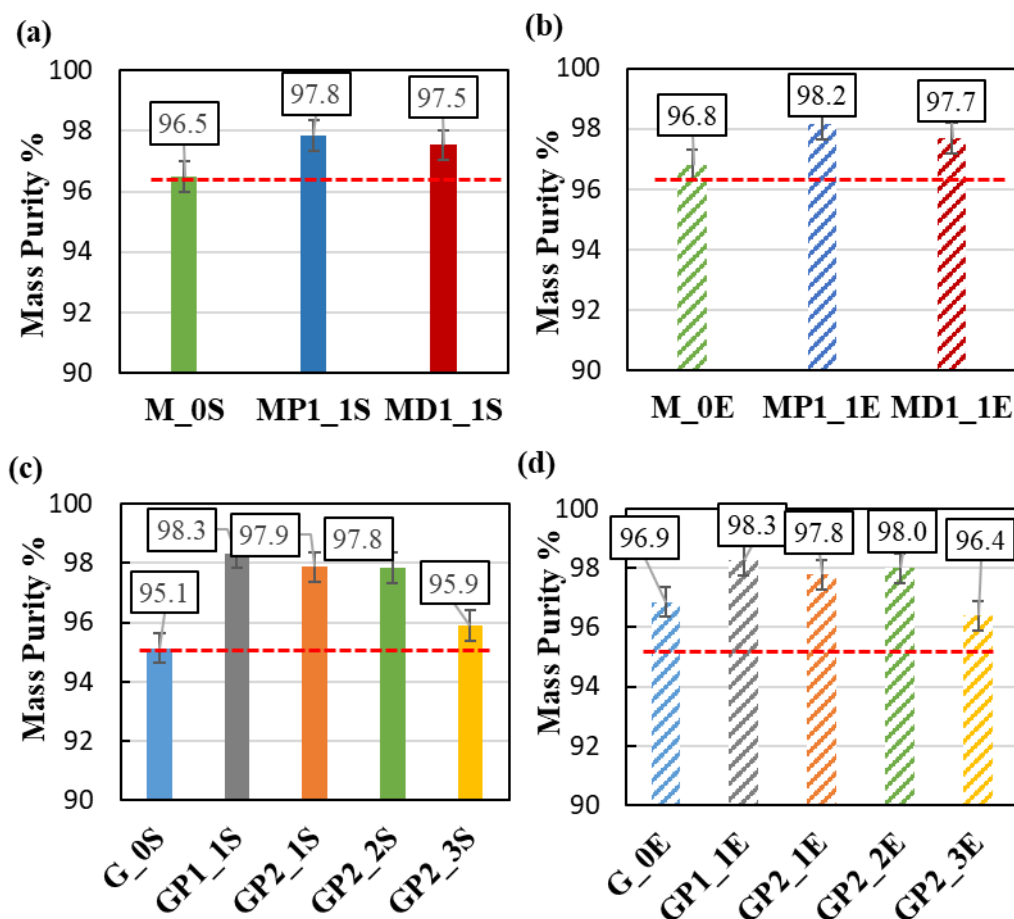 (a)
Mass Purity %
100
98
96
94
92
90
96.5
97.8
97.5
M_0S MP1_1S MD1_1S
(b)
Mass Purity %
100
98
96
94
92
90
96.8
98.2
97.7
M_0E MP1_1E MD1_1E
(c)
Mass Purity %
100
98
96
94
92
90
95.1
98.3
97.9
97.8
95.9
G_0S
GP1_1S
GP2_1S
GP2_2S
GP2_3S
(d)
Mass Purity %
100
98
96
94
92
90
96.9
98.3
97.8
98.0
96.4
G_0E
GP1_1E
GP2_1E
GP2_2E
GP2_3E